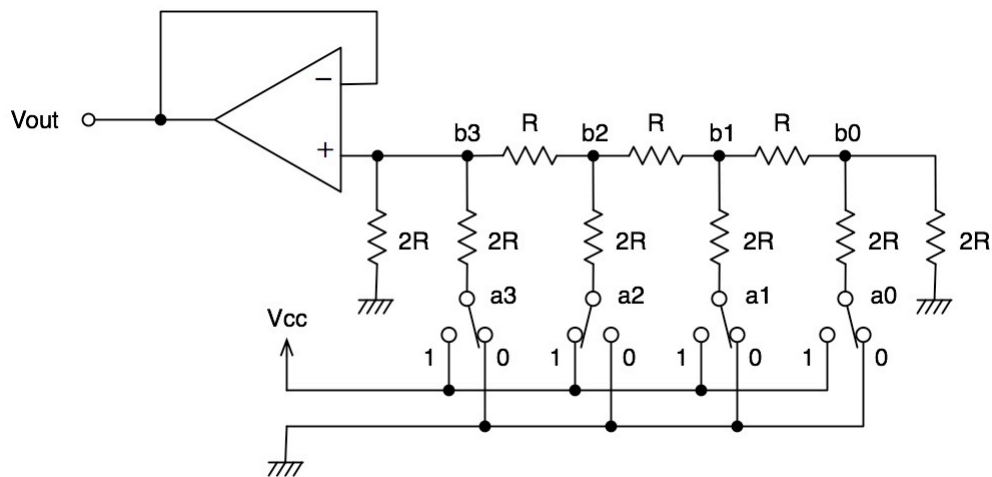 Vout
−
+
b3 R b2 R b1 R b0
2R 2R 2R 2R 2R 2R
a3 a2 a1 a0
Vcc
1 0 1 0 1 0 1 0